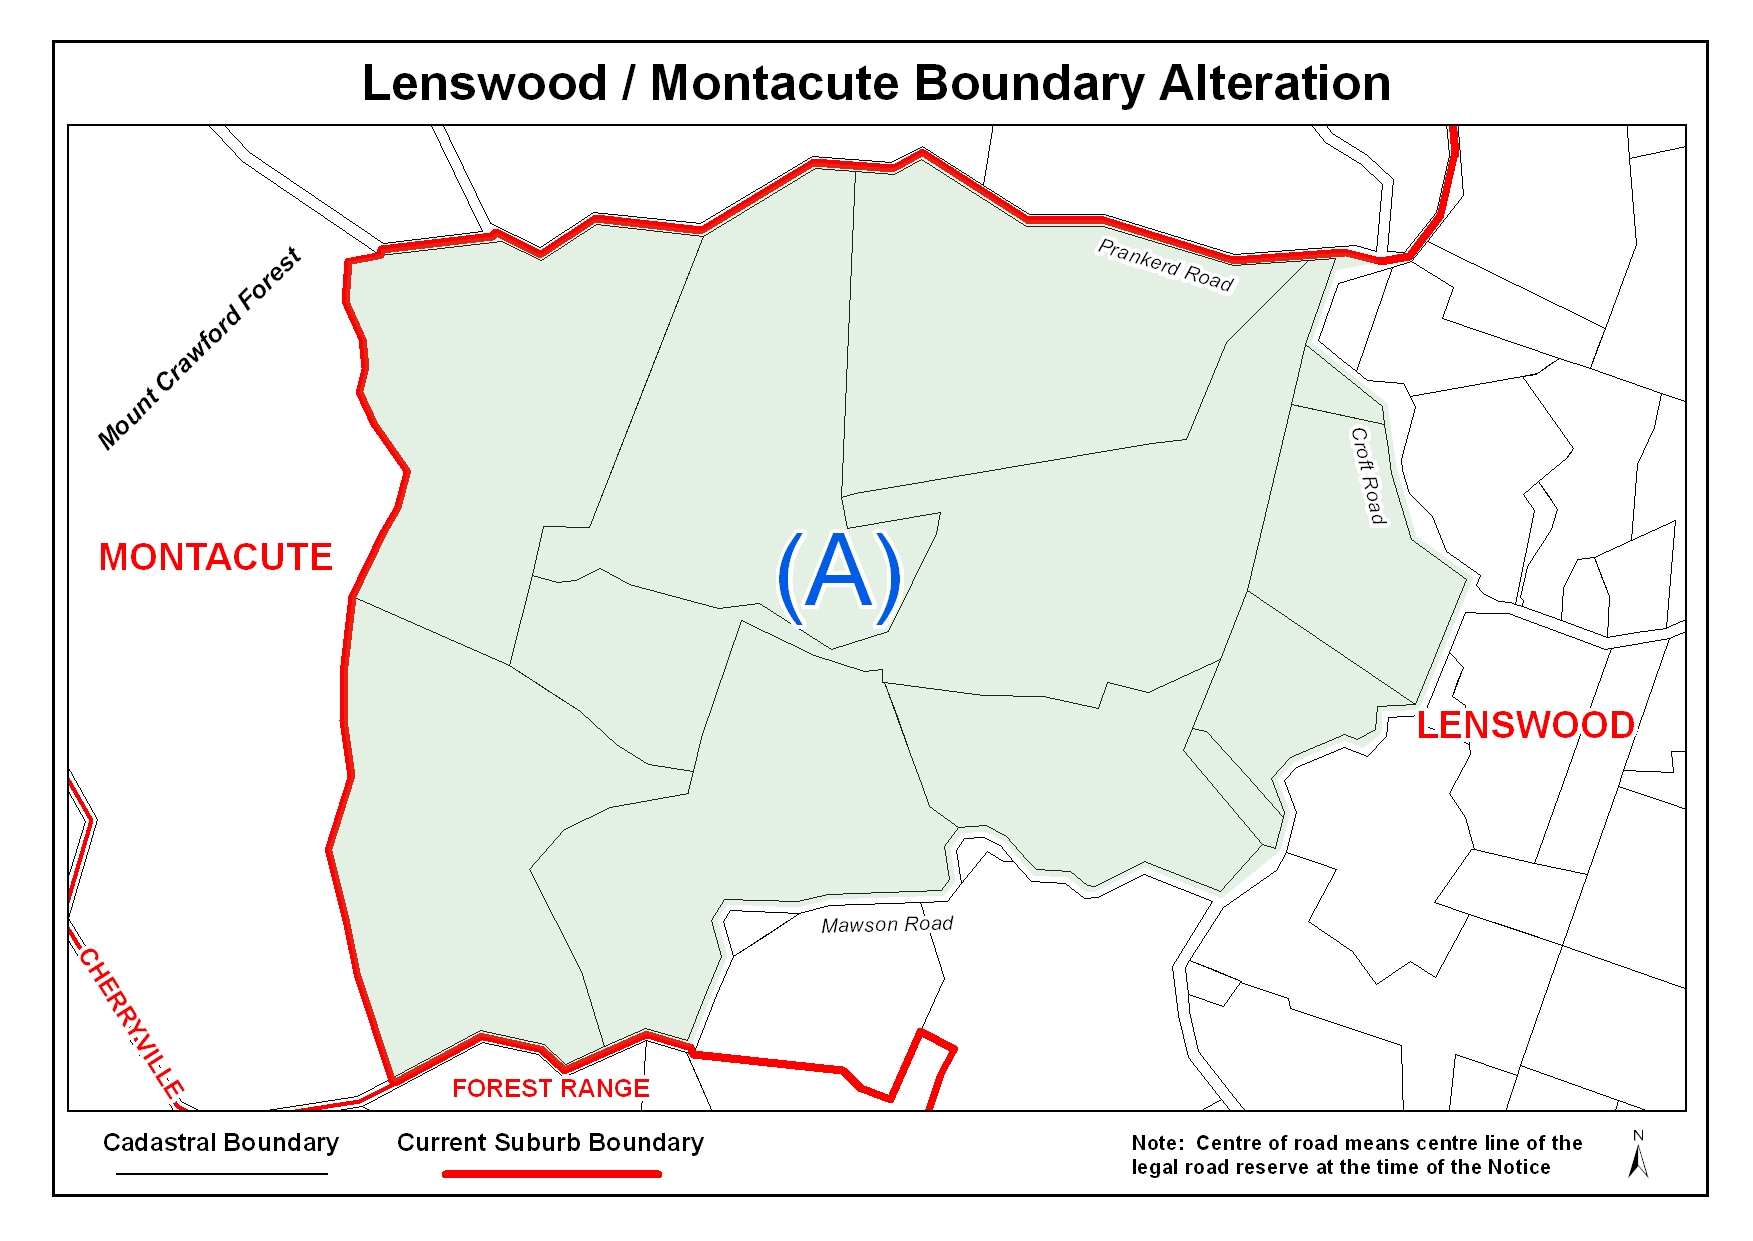 Lenswood / Montacute Boundary Alteration
Prankerd Road
Mount Crawford Forest
Croft Road
MONTACUTE
(A)
LENSWOOD
Mawson Road
CHERRYVILLE
FOREST RANGE
Cadastral Boundary
Current Suburb Boundary
Note: Centre of road means centre line of the
legal road reserve at the time of the Notice
N